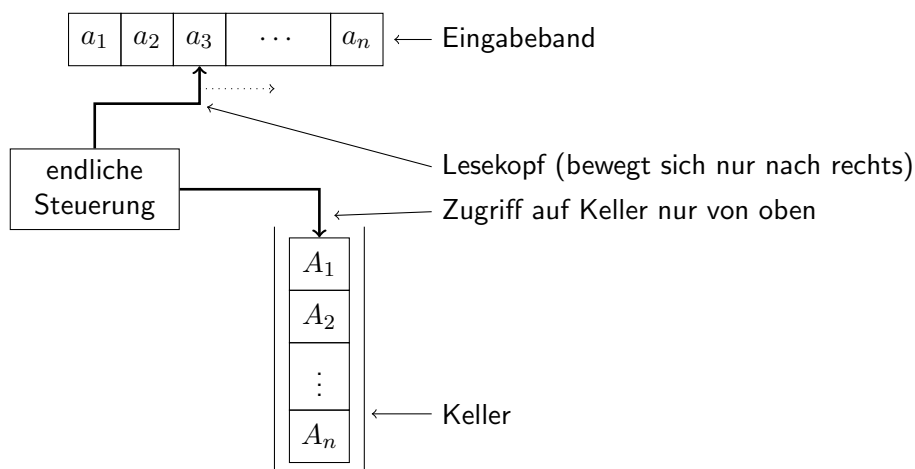 a₁ a₂ a₃ ⋯ aₙ Eingabeband
Lesekopf (bewegt sich nur nach rechts)
endliche
Steuerung
Zugriff auf Keller nur von oben
A₁
A₂
⋮
Keller
Aₙ